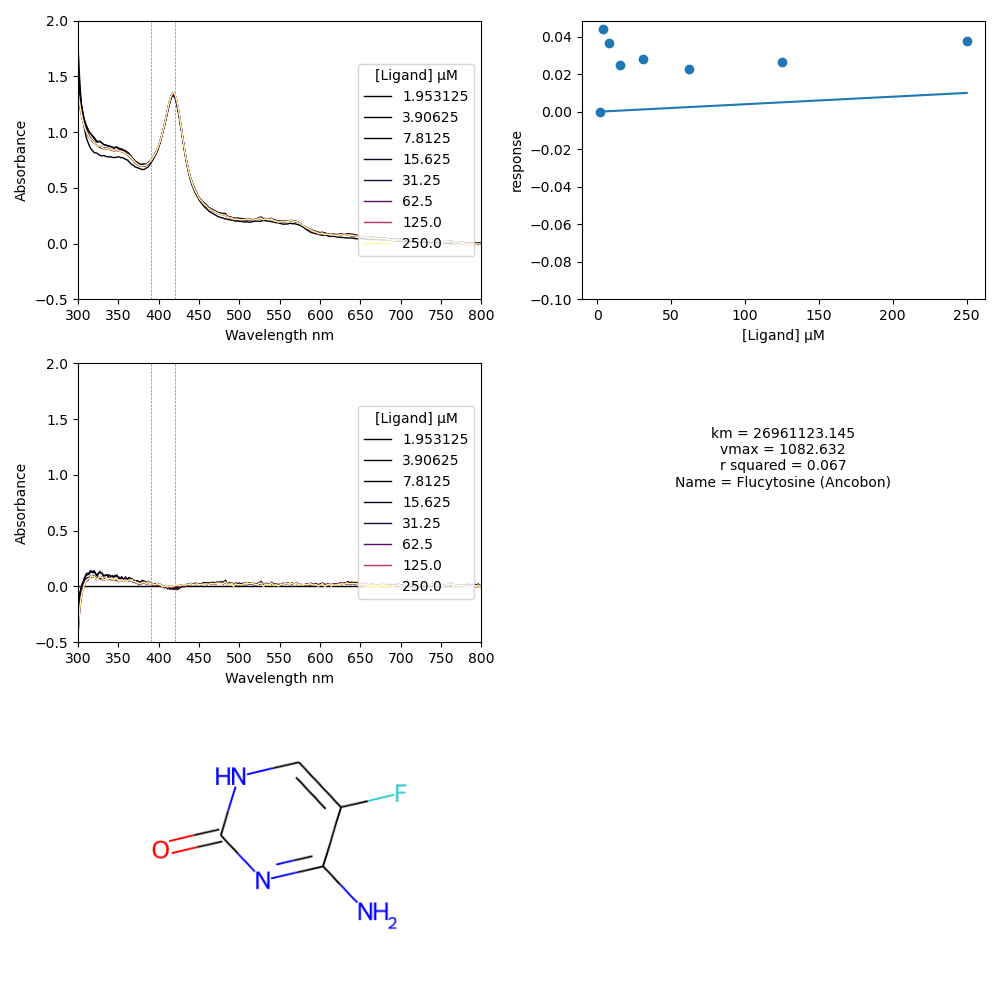 2.0
1.5
1.0
0.5
0.0
−0.5
Absorbance
300 350 400 450 500 550 600 650 700 750 800
Wavelength nm
[Ligand] μM
1.953125
3.90625
7.8125
15.625
31.25
62.5
125.0
250.0
0.04
0.02
0.00
−0.02
−0.04
−0.06
−0.08
−0.10
response
0 50 100 150 200 250
[Ligand] μM
2.0
1.5
1.0
0.5
0.0
−0.5
Absorbance
300 350 400 450 500 550 600 650 700 750 800
Wavelength nm
[Ligand] μM
1.953125
3.90625
7.8125
15.625
31.25
62.5
125.0
250.0
km = 26961123.145
vmax = 1082.632
r squared = 0.067
Name = Flucytosine (Ancobon)
HN
F
O
N
NH2